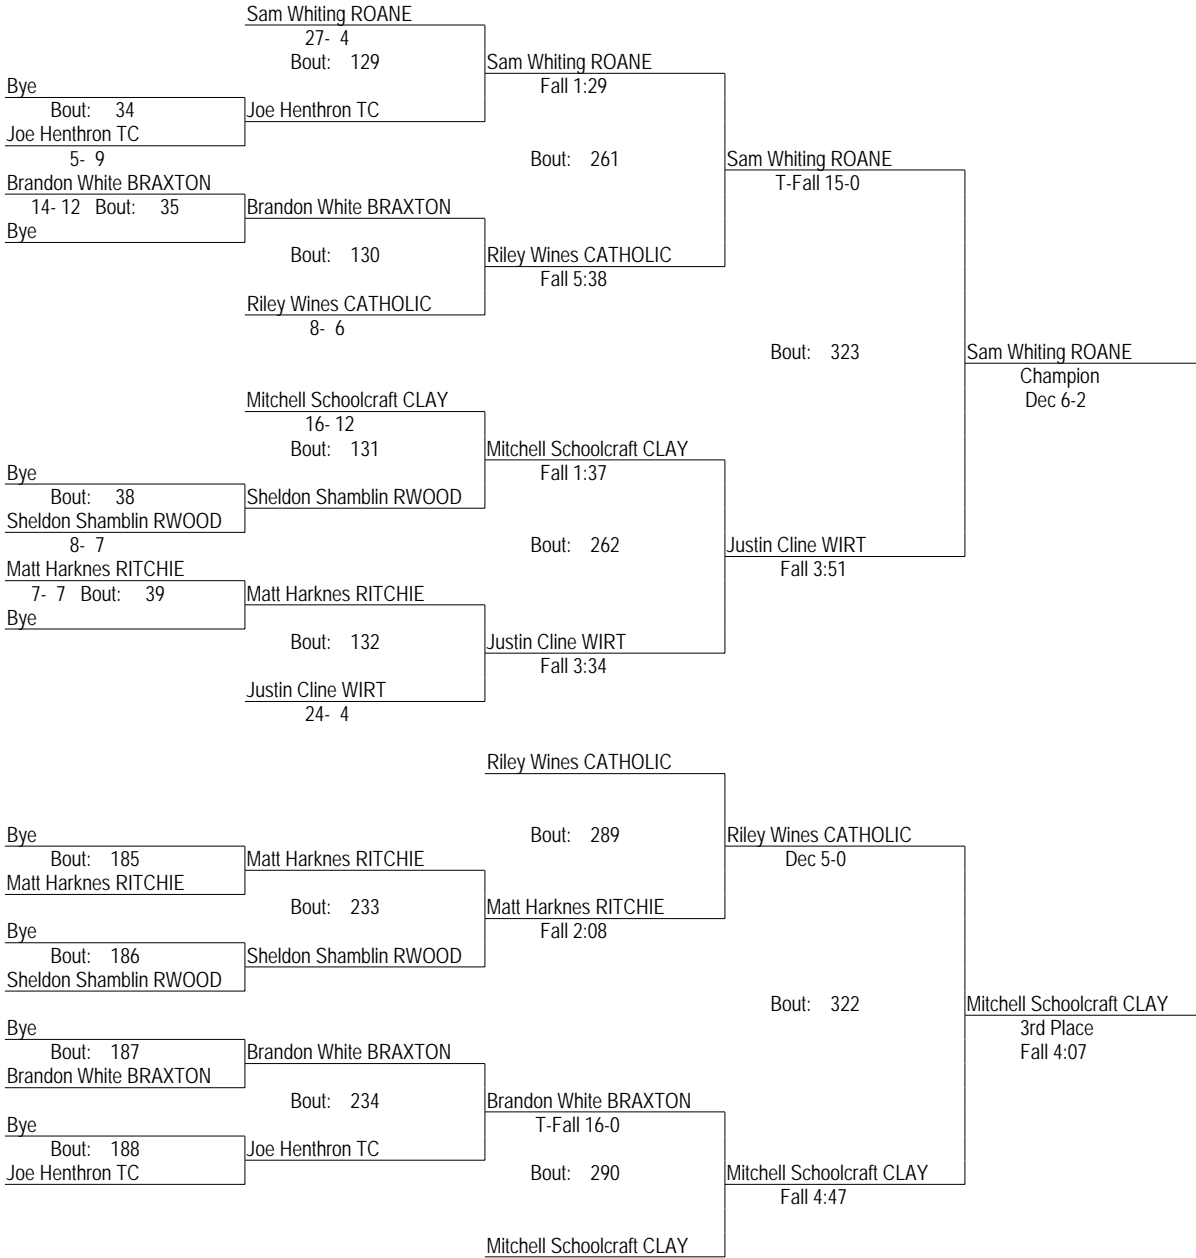 Sam Whiting ROANE
27- 4
Bout: 129
Sam Whiting ROANE
Fall 1:29
Bye
Bout: 34
Joe Henthron TC
Joe Henthron TC
5- 9
Bout: 261
Sam Whiting ROANE
T-Fall 15-0
Brandon White BRAXTON
14- 12 Bout: 35
Brandon White BRAXTON
Bye
Bout: 130
Riley Wines CATHOLIC
Fall 5:38
Riley Wines CATHOLIC
8- 6
Bout: 323
Sam Whiting ROANE
Champion
Dec 6-2
Mitchell Schoolcraft CLAY
16- 12
Bout: 131
Mitchell Schoolcraft CLAY
Fall 1:37
Bye
Bout: 38
Sheldon Shamblin RWOOD
Sheldon Shamblin RWOOD
8- 7
Bout: 262
Justin Cline WIRT
Fall 3:51
Matt Harknes RITCHIE
7- 7 Bout: 39
Matt Harknes RITCHIE
Bye
Bout: 132
Justin Cline WIRT
Fall 3:34
Justin Cline WIRT
24- 4
Riley Wines CATHOLIC
Bout: 289
Riley Wines CATHOLIC
Dec 5-0
Bye
Bout: 185
Matt Harknes RITCHIE
Matt Harknes RITCHIE
Bout: 233
Matt Harknes RITCHIE
Fall 2:08
Bye
Bout: 186
Sheldon Shamblin RWOOD
Sheldon Shamblin RWOOD
Bout: 322
Mitchell Schoolcraft CLAY
3rd Place
Fall 4:07
Bye
Bout: 187
Brandon White BRAXTON
Brandon White BRAXTON
Bout: 234
Brandon White BRAXTON
T-Fall 16-0
Bye
Bout: 188
Joe Henthron TC
Joe Henthron TC
Bout: 290
Mitchell Schoolcraft CLAY
Fall 4:47
Mitchell Schoolcraft CLAY